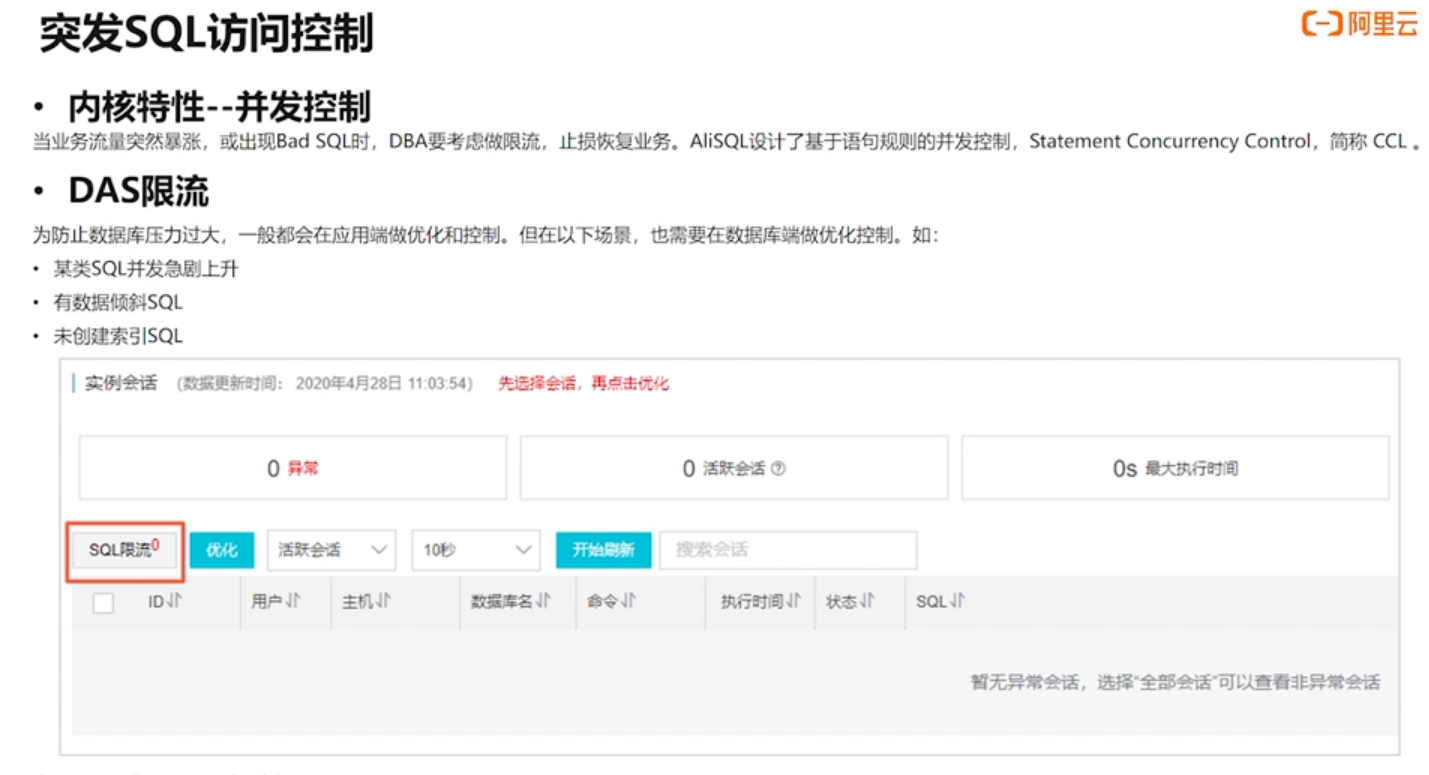 突发SQL访问控制
阿里云
• 内核特性--并发控制
当业务流量突然暴涨，或出现Bad SQL时，DBA要考虑做限流，止损恢复业务。AliSQL设计了基于语句规则的并发控制，Statement Concurrency Control，简称 CCL 。
• DAS限流
为防止数据库压力过大，一般都会在应用端做优化和控制。但在以下场景，也需要在数据库端做优化控制。如：
• 某类SQL并发急剧上升
• 有数据倾斜SQL
• 未创建索引SQL
实例会话 (数据更新时间： 2020年4月28日 11:03:54) 先选择会话，再点击优化
0 异常 0 活跃会话 0s 最大执行时间
SQL限流0 优化 活跃会话 10秒 开始刷新 搜索会话
ID 用户 主机 数据库名 命令 执行时间 状态 SQL
暂无异常会话，选择“全部会话”可以查看非异常会话